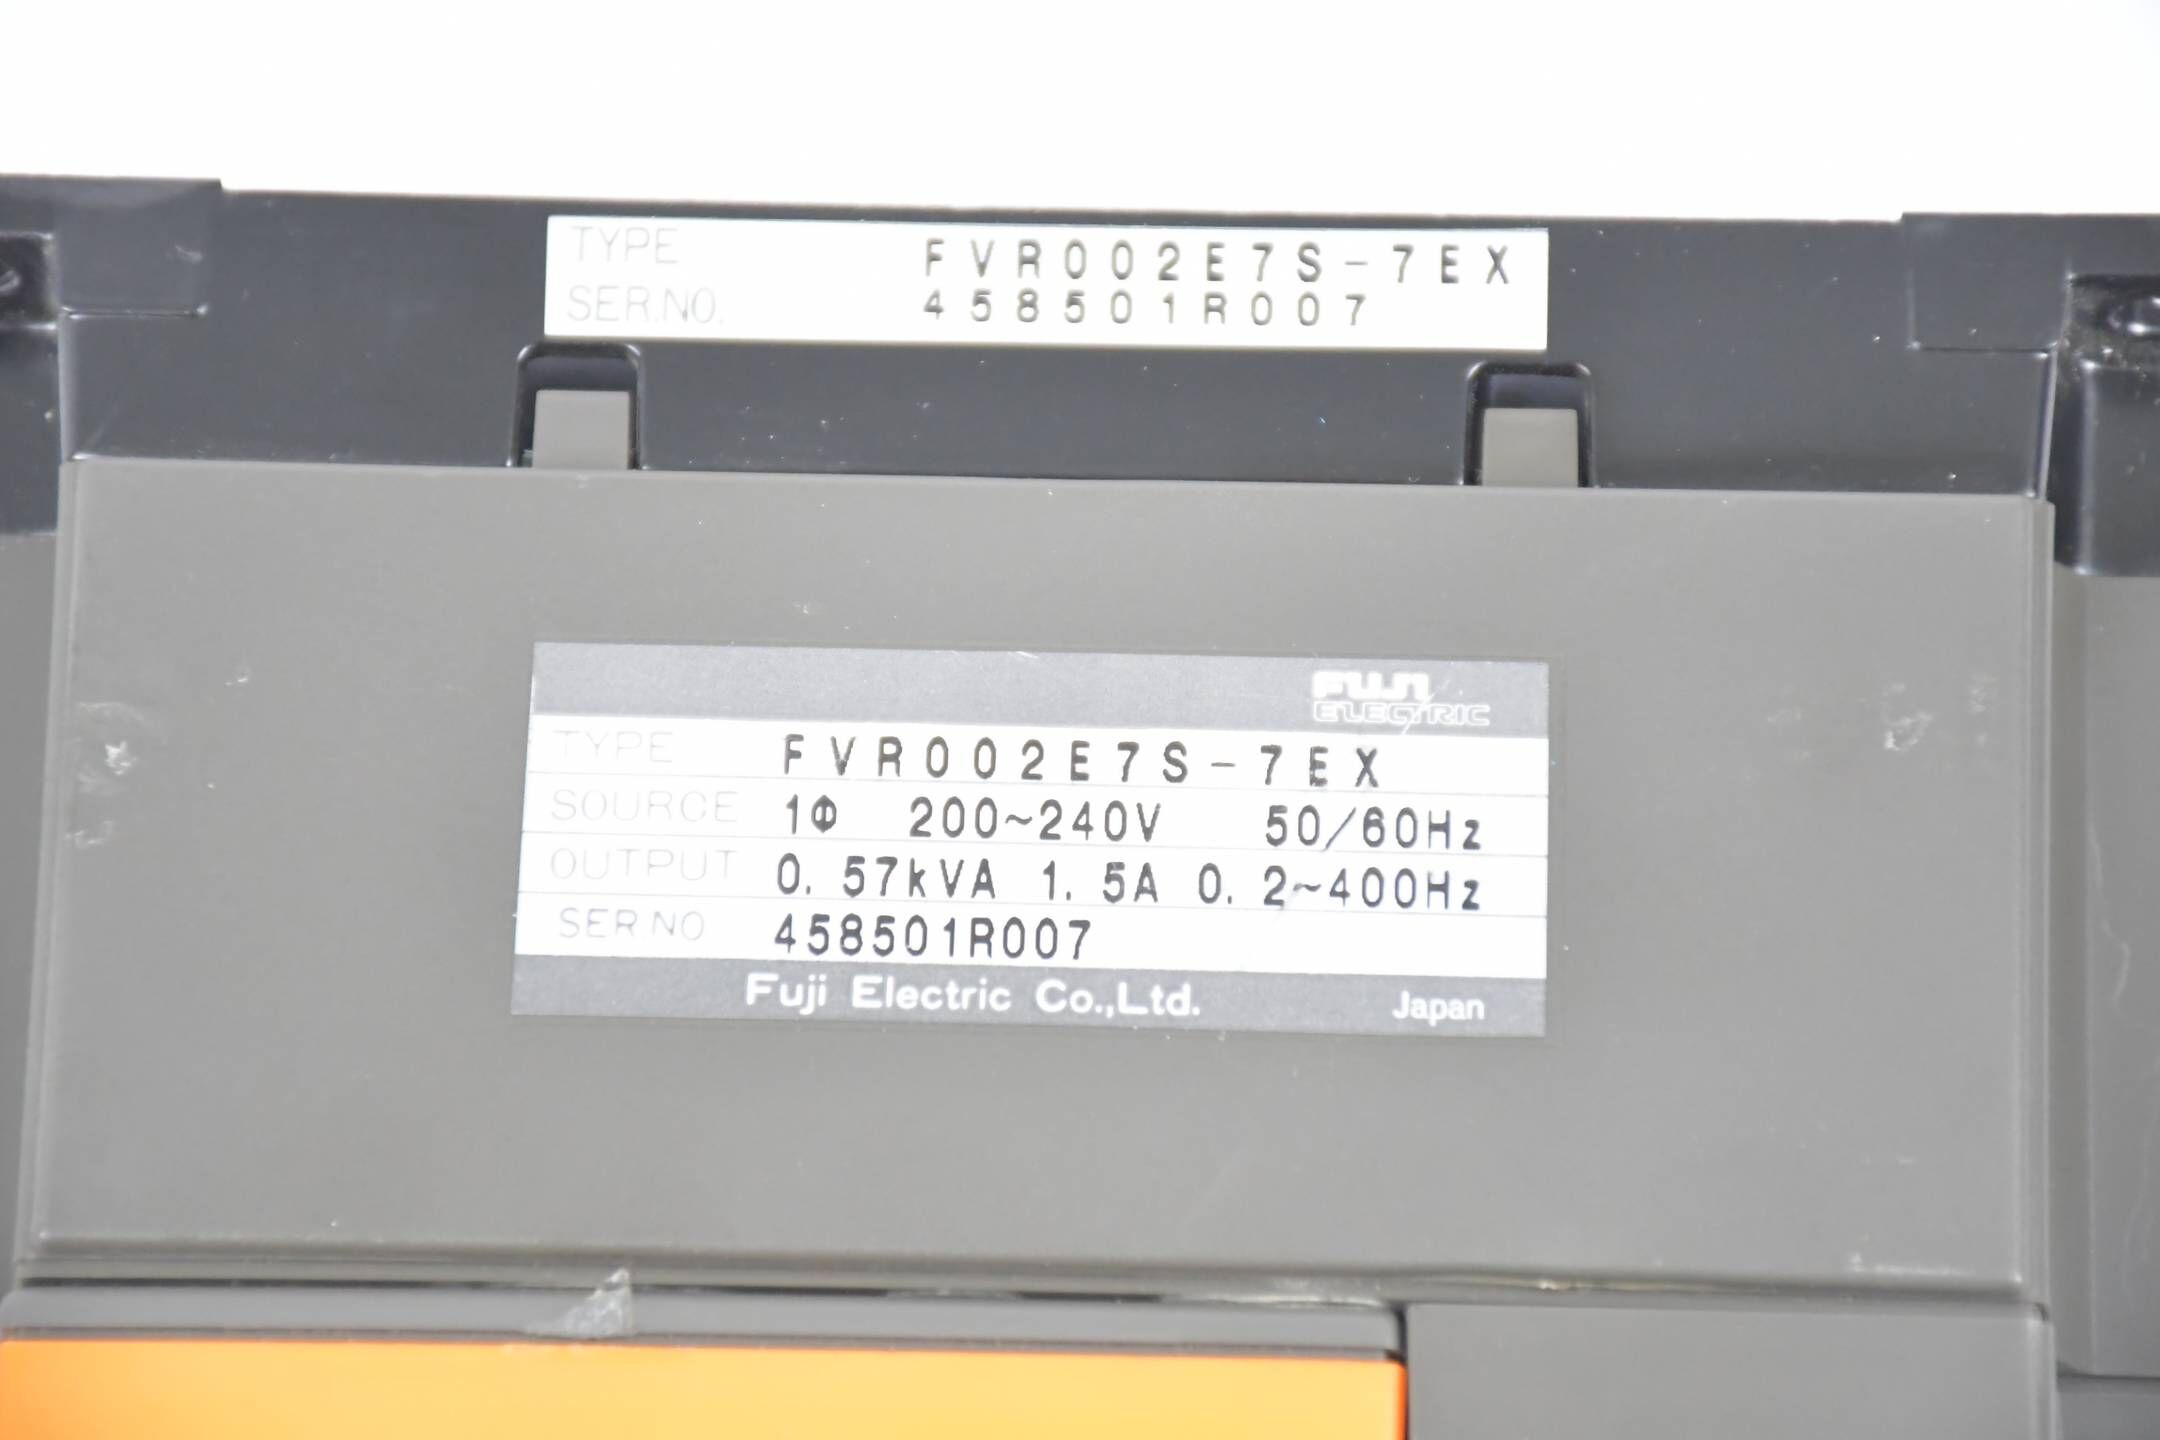 TYPE FVR002E7S-7EX
SER.NO. 458501R007
FUJI
ELECTRIC
TYPE FVR002E7S-7EX
SOURCE 1Φ 200~240V 50/60Hz
OUTPUT 0.57kVA 1.5A 0.2~400Hz
SER.NO 458501R007
Fuji Electric Co.,Ltd. Japan